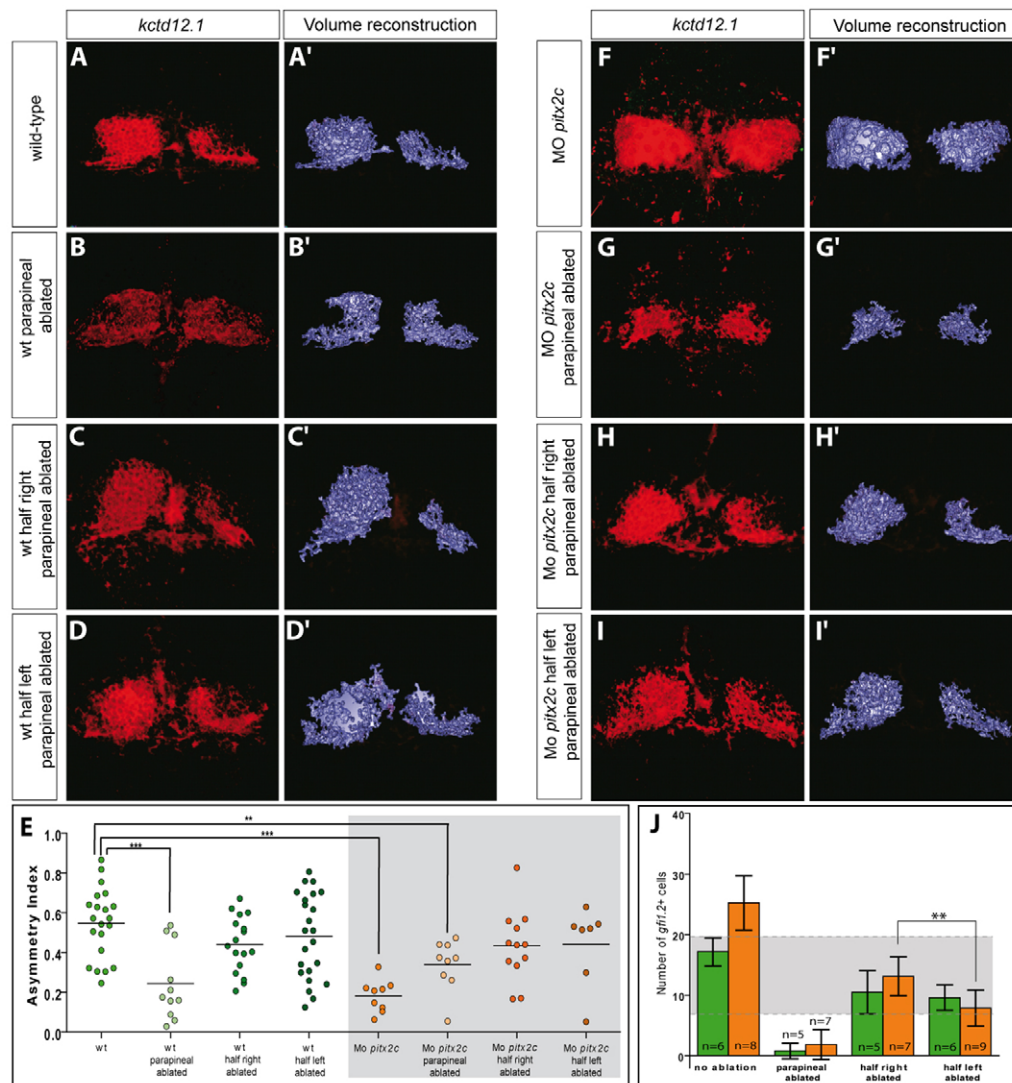 kctd12.1
Volume reconstruction
kctd12.1
Volume reconstruction
wild-type
A
A'
MO pitx2c
F
F'
wt parapineal
ablated
B
B'
MO pitx2c
parapineal ablated
G
G'
wt half right
parapineal ablated
C
C'
Mo pitx2c half right
parapineal ablated
H
H'
wt half left
parapineal ablated
D
D'
Mo pitx2c half left
parapineal ablated
I
I'
E
Asymmetry Index
1.0
0.8
0.6
0.4
0.2
0.0
***
***
**
wt
wt
parapineal
ablated
wt
half right
ablated
wt
half left
ablated
Mo pitx2c
Mo pitx2c
parapineal
ablated
Mo pitx2c
half right
ablated
Mo pitx2c
half left
ablated
J
Number of gfi1.2+ cells
40
30
20
10
0
**
n=6
n=8
n=5
n=7
n=5
n=7
n=6
n=9
no ablation
parapineal
ablated
half right
ablated
half left
ablated